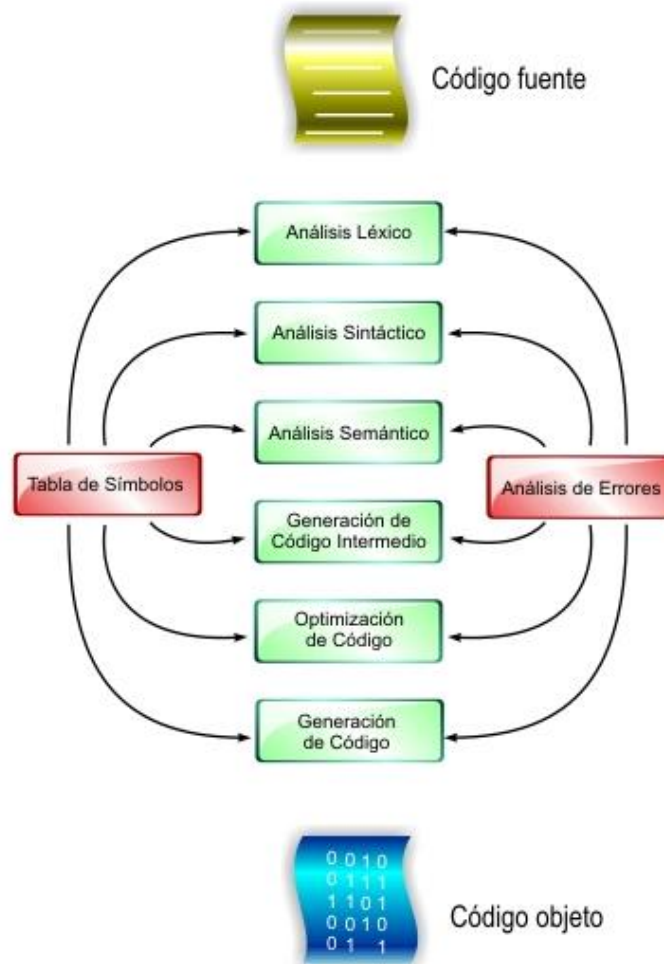 Código fuente
Análisis Léxico
Análisis Sintáctico
Análisis Semántico
Tabla de Símbolos
Análisis de Errores
Generación de
Código Intermedio
Optimización
de Código
Generación
de Código
0 0 1 0
0 1 1 1
1 1 0 1
0 0 1 0
0 1 1
Código objeto